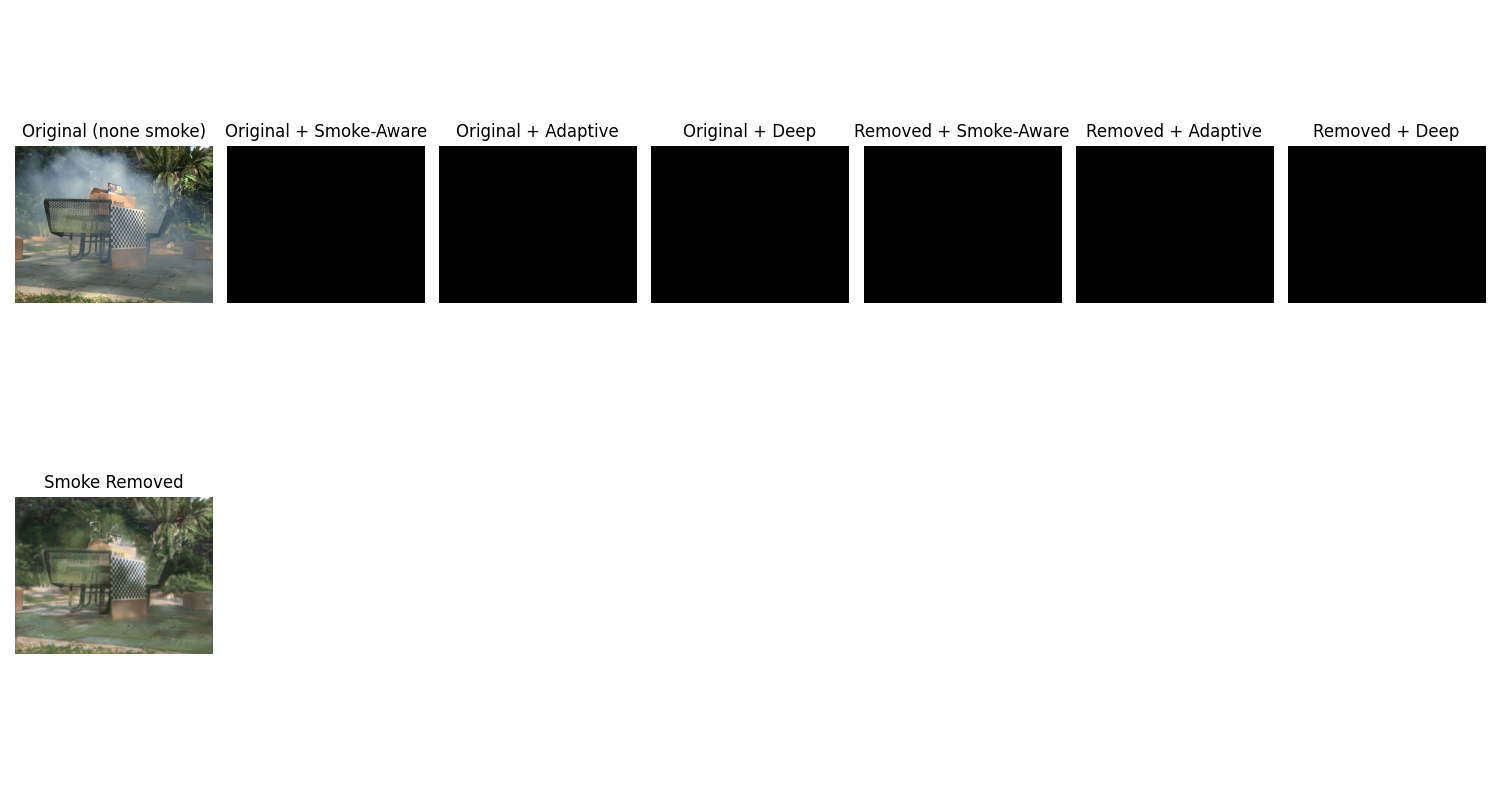 Original (none smoke)
Original + Smoke-Aware
Original + Adaptive
Original + Deep
Removed + Smoke-Aware
Removed + Adaptive
Removed + Deep
Smoke Removed